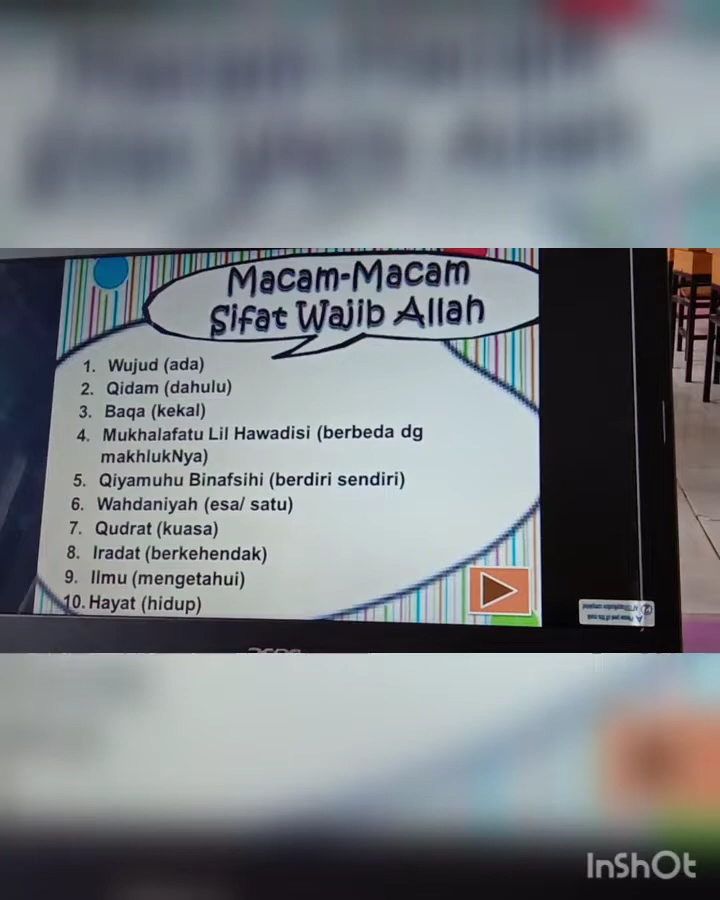 Macam-Macam
Sifat Wajib Allah
1. Wujud (ada)
2. Qidam (dahulu)
3. Baqa (kekal)
4. Mukhalafatu Lil Hawadisi (berbeda dg
makhlukNya)
5. Qiyamuhu Binafsihi (berdiri sendiri)
6. Wahdaniyah (esa/ satu)
7. Qudrat (kuasa)
8. Iradat (berkehendak)
9. Ilmu (mengetahui)
10. Hayat (hidup)
InShOt